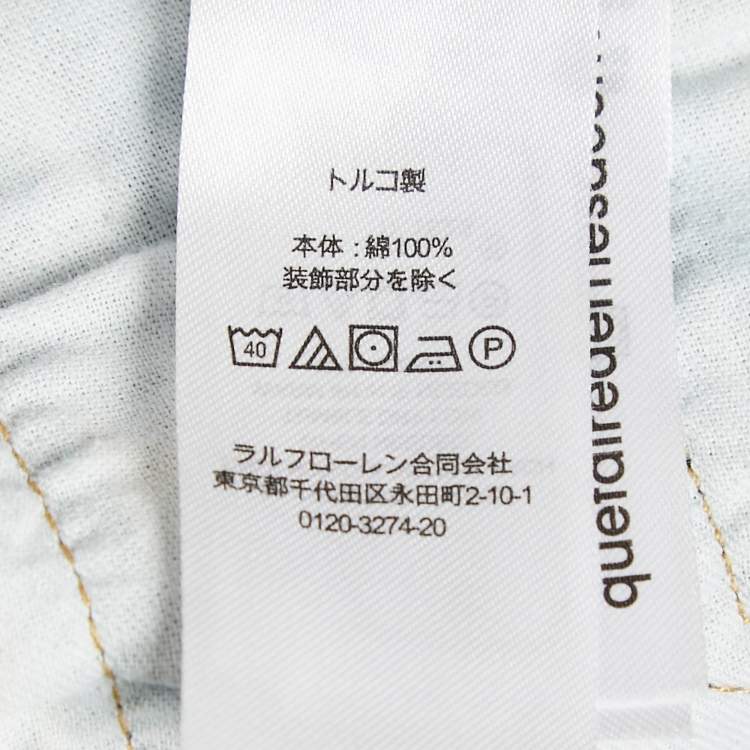 トルコ製
本体 : 綿100%
装飾部分を除く
40
P
ラルフローレン合同会社
東京都千代田区永田町2-10-1
0120-3274-20